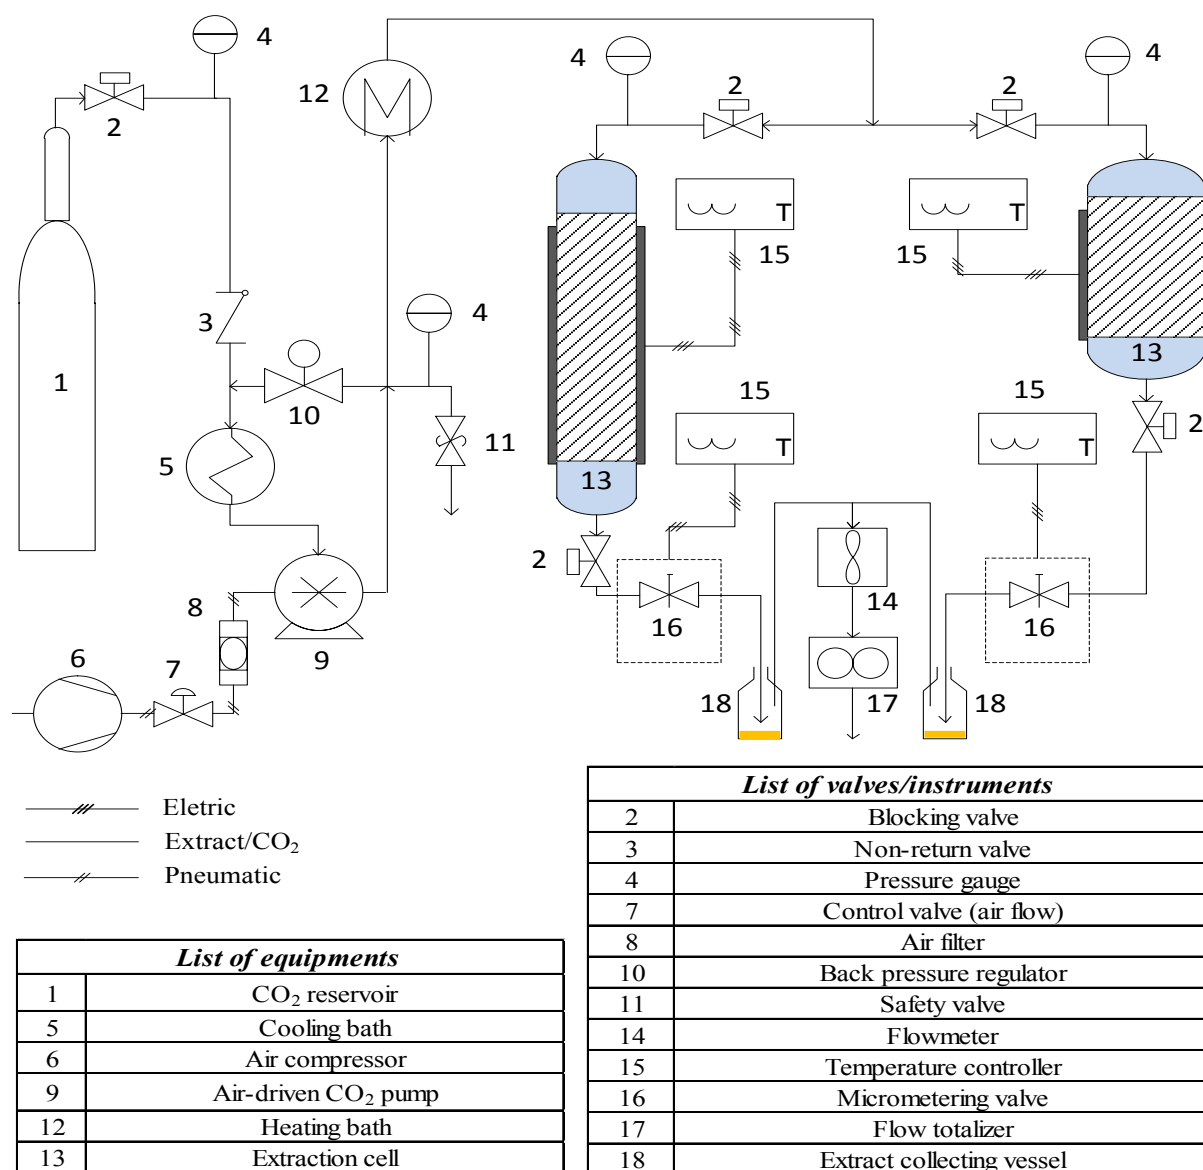 4
12
4
2
2
4
2
T
15
T
15
3
4
1
10
11
5
13
15
T
13
15
T
2
2
8
9
16
14
16
6
7
18
17
18
Eletric
Extract/CO₂
Pneumatic
List of equipments
1 CO₂ reservoir
5 Cooling bath
6 Air compressor
9 Air-driven CO₂ pump
12 Heating bath
13 Extraction cell
List of valves/instruments
2 Blocking valve
3 Non-return valve
4 Pressure gauge
7 Control valve (air flow)
8 Air filter
10 Back pressure regulator
11 Safety valve
14 Flowmeter
15 Temperature controller
16 Micrometering valve
17 Flow totalizer
18 Extract collecting vessel